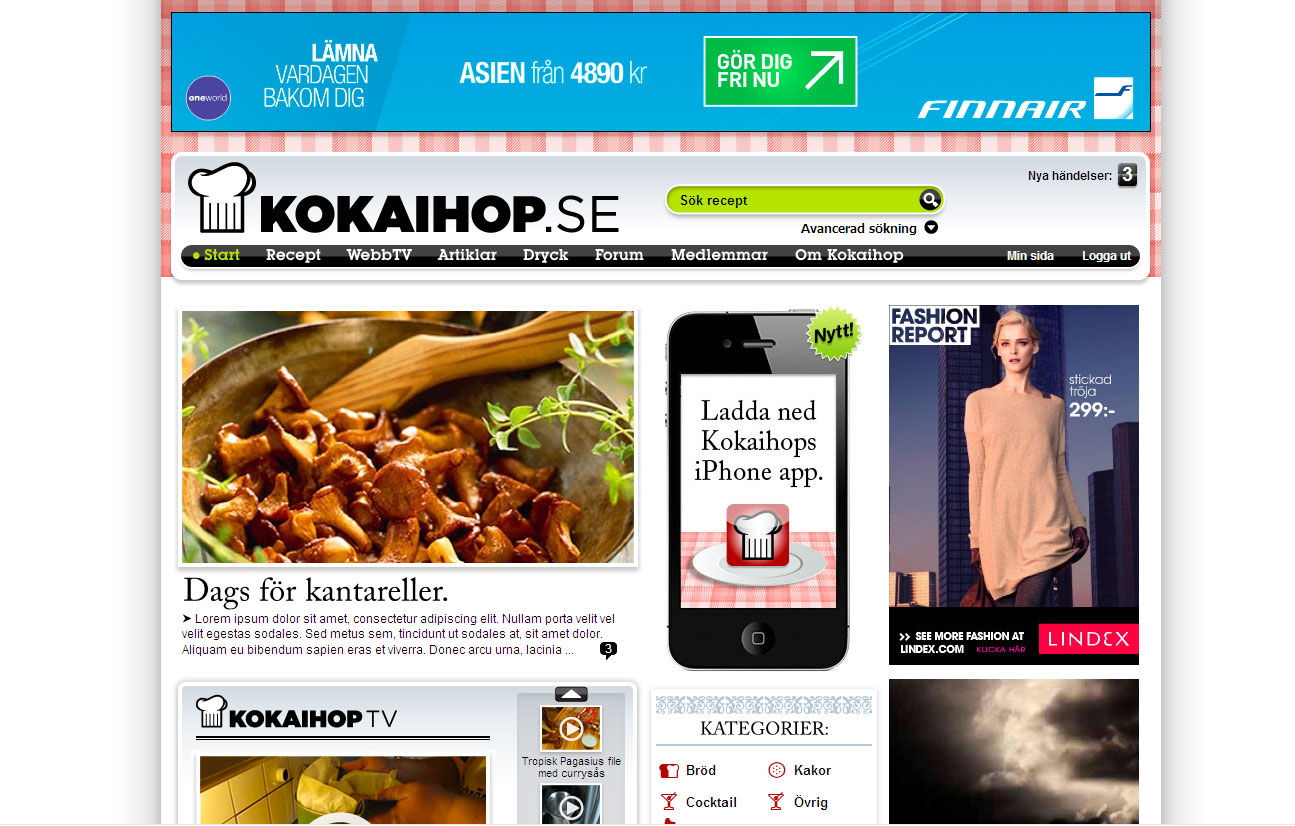 LÄMNA
VARDAGEN
BAKOM DIG
oneworld
ASIEN från 4890 kr
GÖR DIG
FRI NU
FINNAIR
KOKAIHOP.SE
Sök recept
Avancerad sökning
Nya händelser: 3
Start Recept WebbTV Artiklar Dryck Forum Medlemmar Om Kokaihop Min sida Logga ut
Dags för kantareller.
Lorem ipsum dolor sit amet, consectetur adipiscing elit. Nullam porta velit vel
velit egestas sodales. Sed metus sem, tincidunt ut sodales at, sit amet dolor.
Aliquam eu bibendum sapien eras et viverra. Donec arcu urna, lacinia ... 3
Nytt!
Ladda ned
Kokaihops
iPhone app.
FASHION
REPORT
stickad
tröja
299:-
>> SEE MORE FASHION AT
LINDEX.COM KLICKA HÄR
LINDEX
KOKAIHOP TV
Tropisk Pagasius file
med currysås
KATEGORIER:
Bröd Kakor
Cocktail Övrig